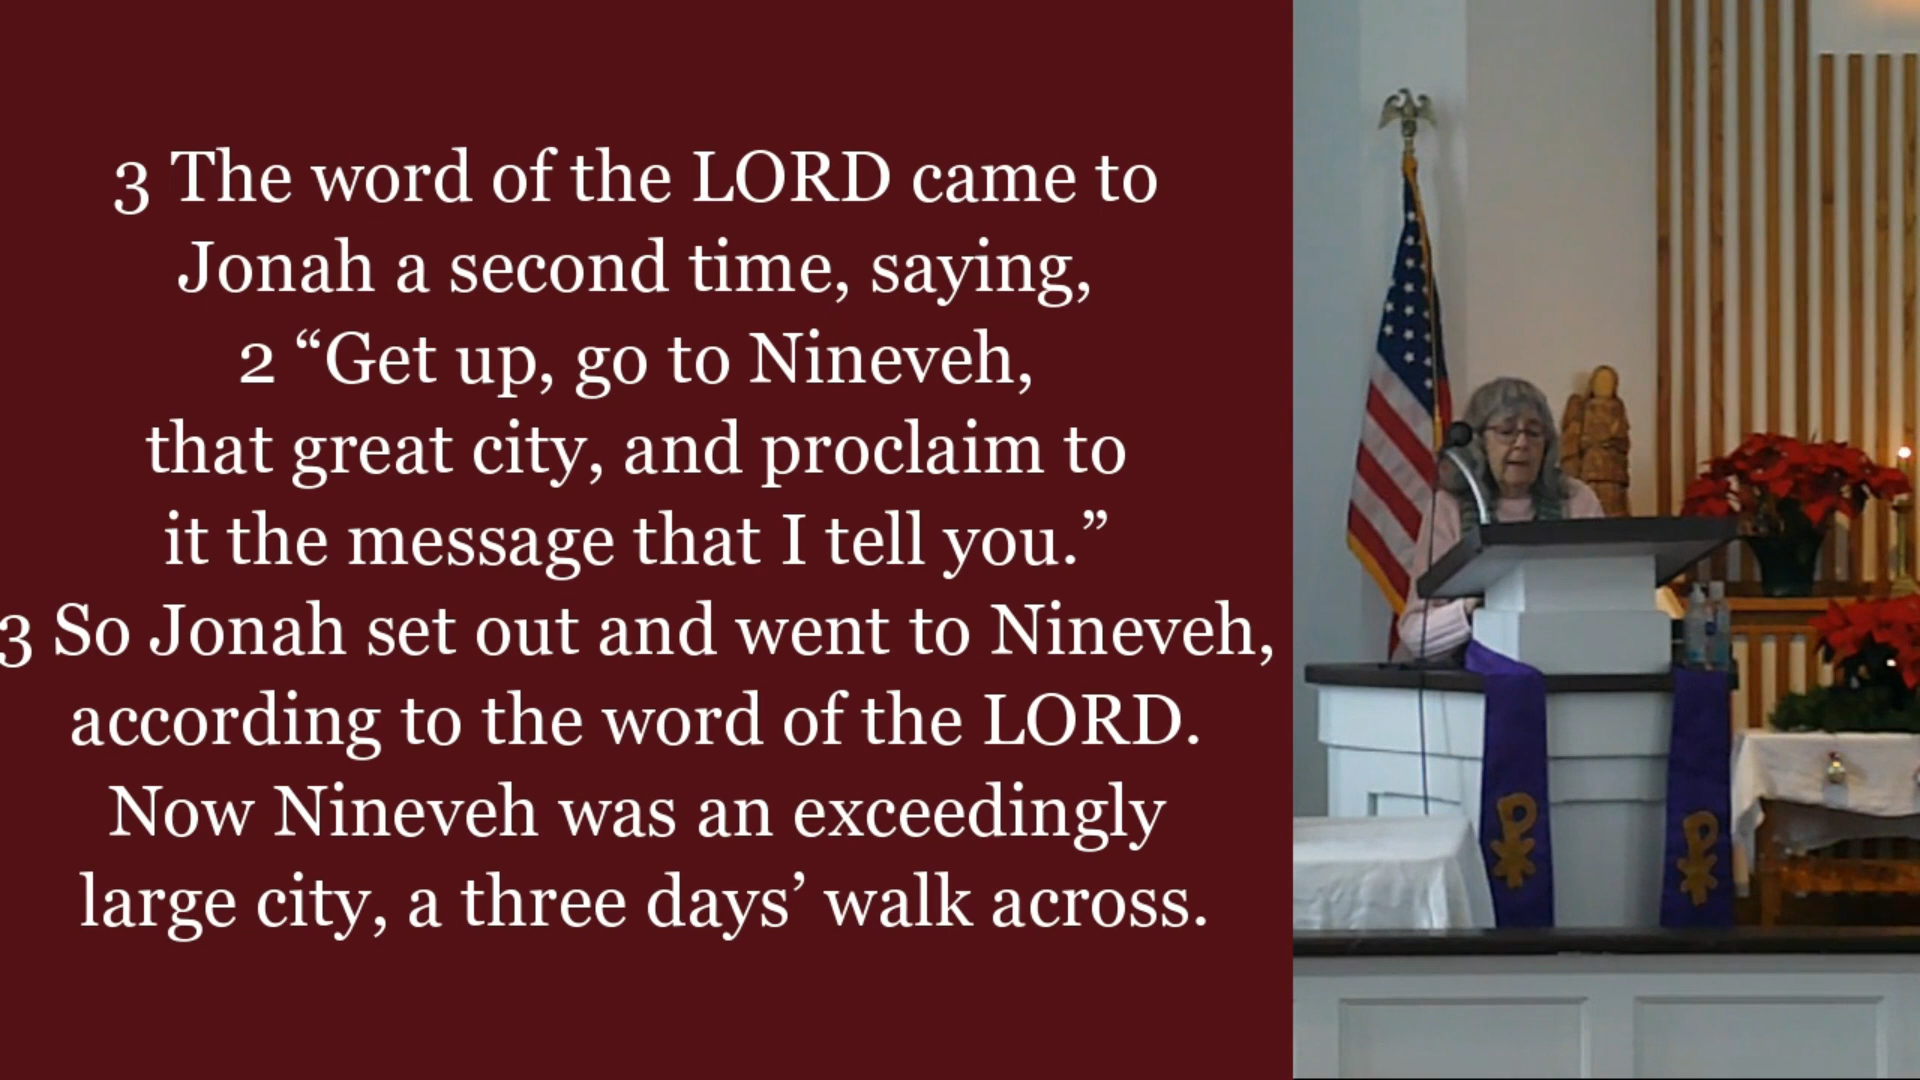 3 The word of the LORD came to
Jonah a second time, saying,
2 “Get up, go to Nineveh,
that great city, and proclaim to
it the message that I tell you.”
3 So Jonah set out and went to Nineveh,
according to the word of the LORD.
Now Nineveh was an exceedingly
large city, a three days’ walk across.